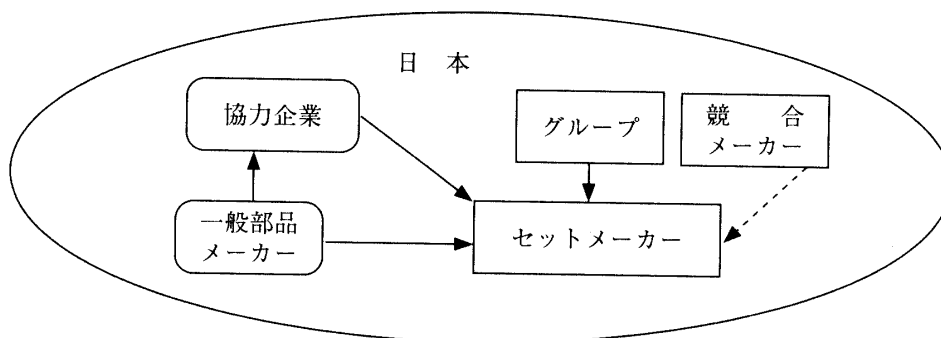 日 本
協力企業
グループ
競 合
メーカー
一般部品
メーカー
セットメーカー